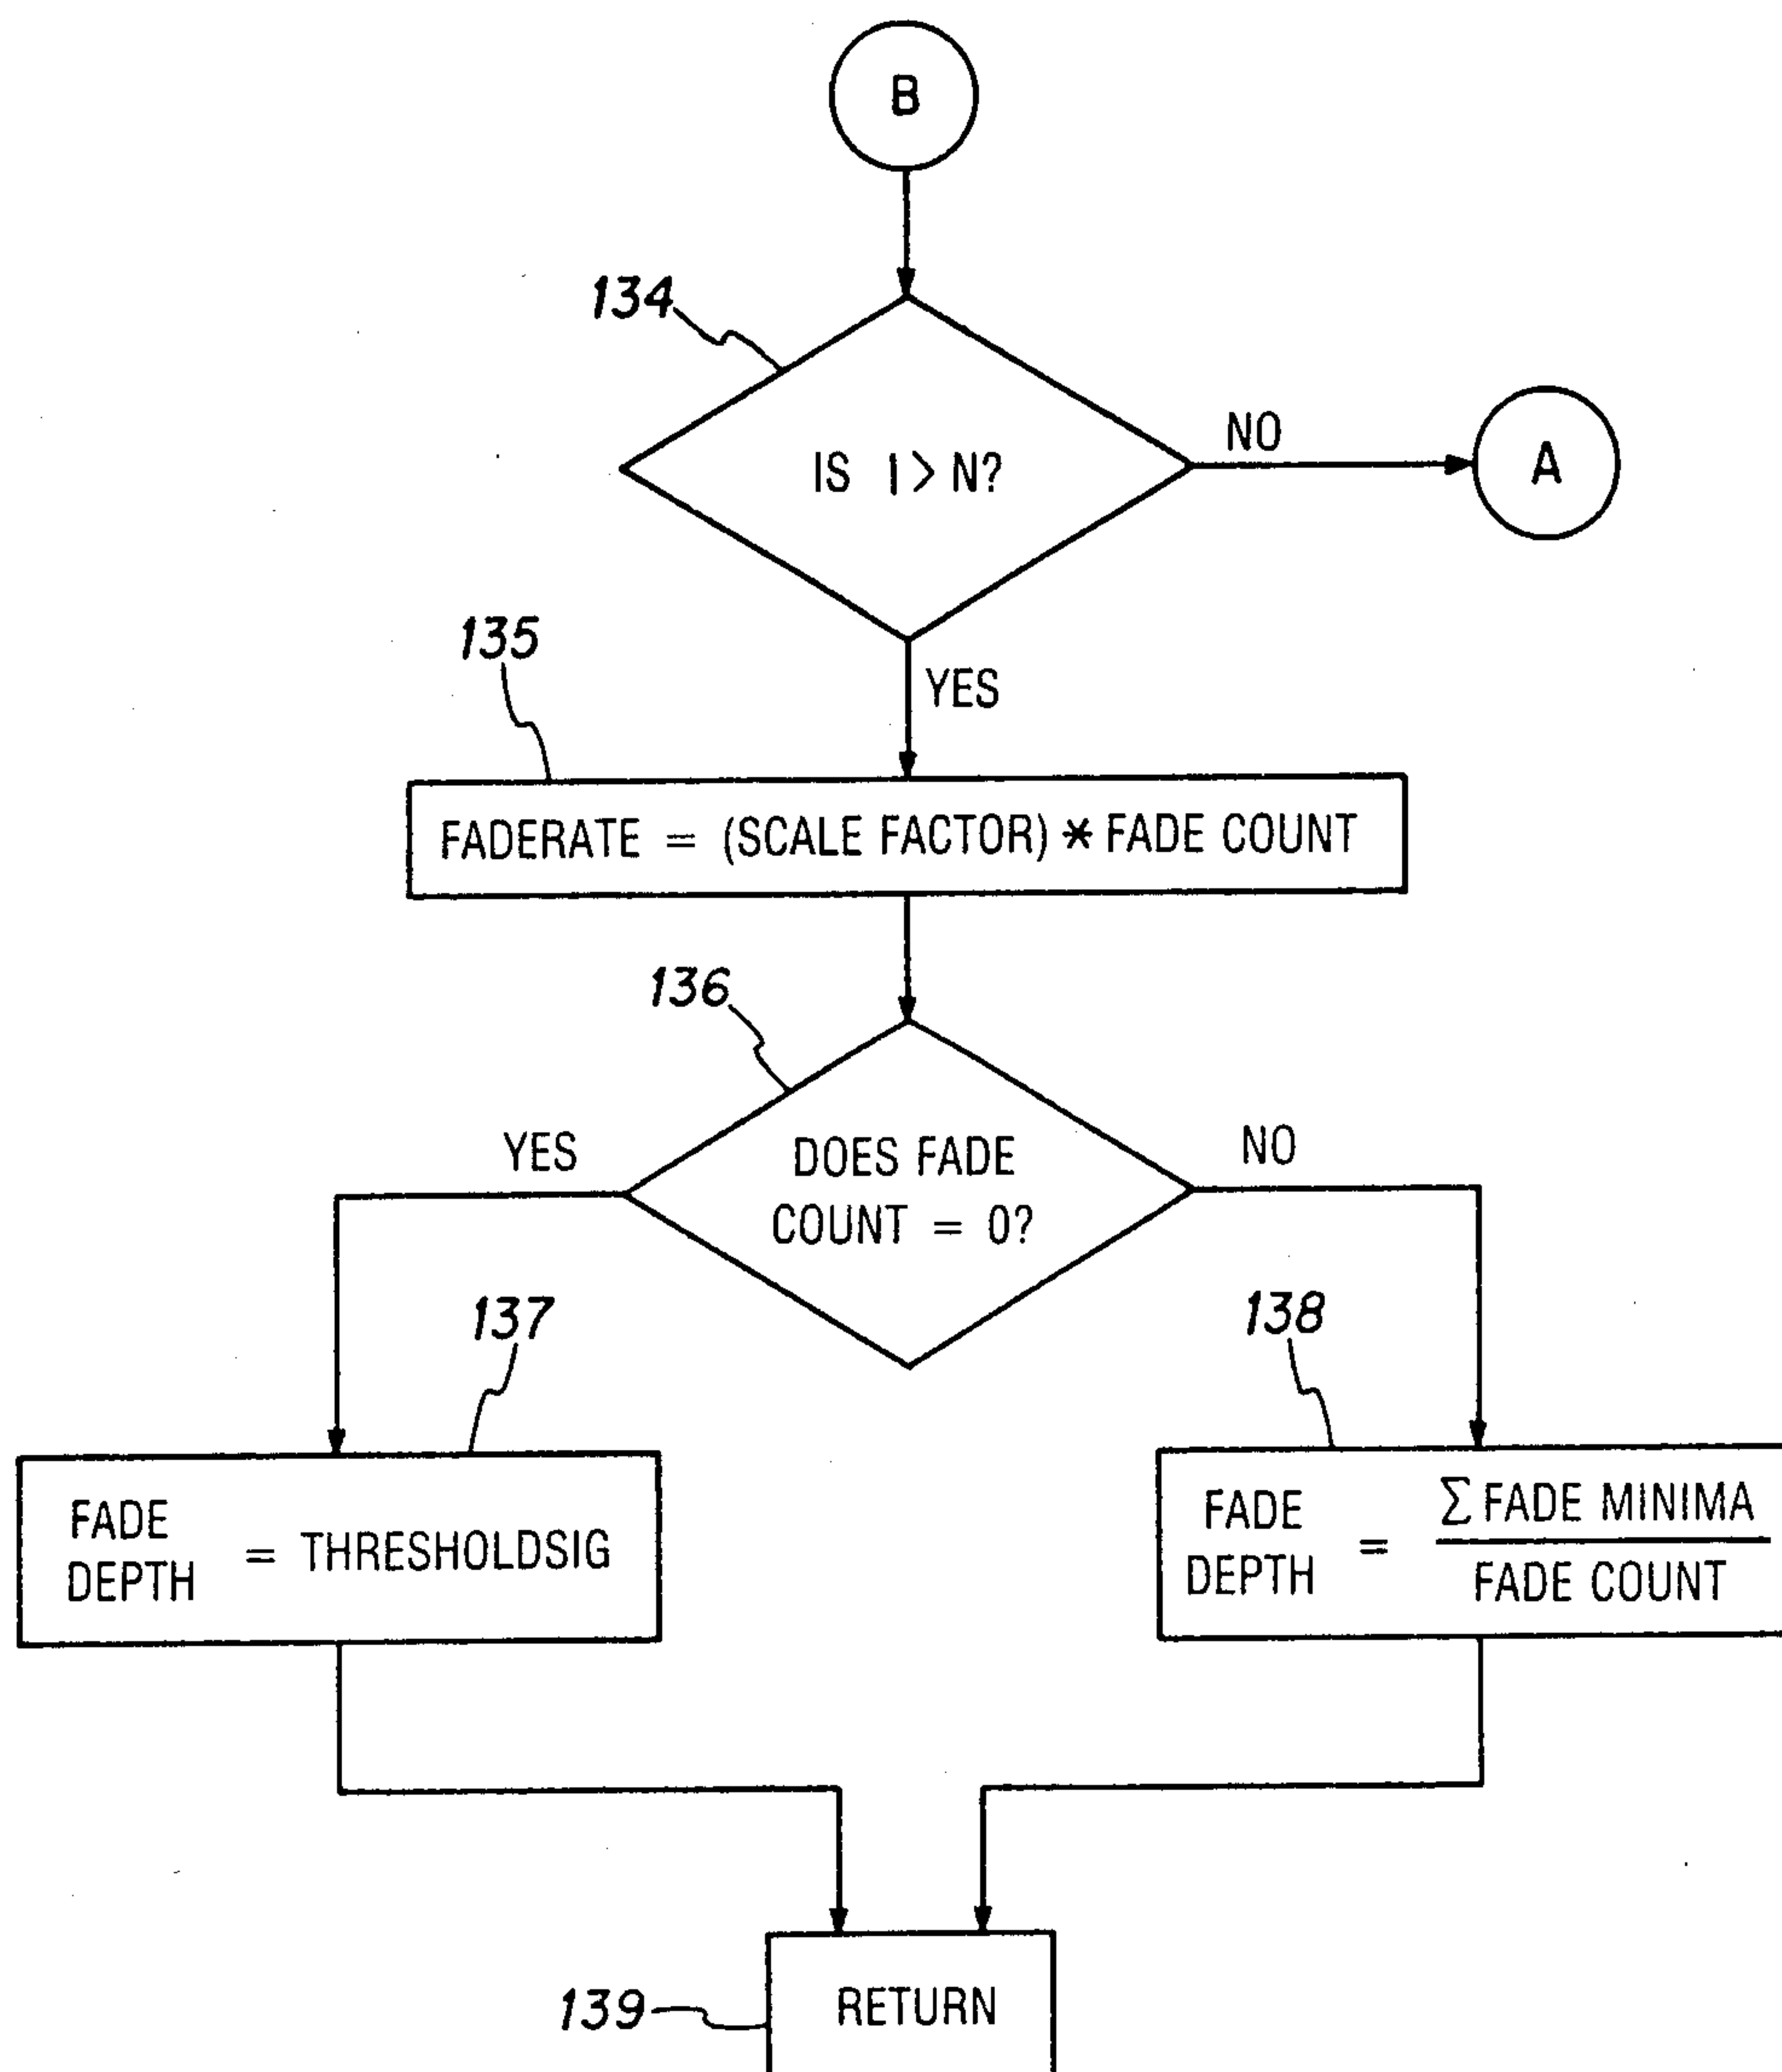 B
134
IS I > N?
NO
A
135
YES
FADERATE = (SCALE FACTOR) * FADE COUNT
136
YES
DOES FADE
COUNT = 0?
NO
137
138
FADE
DEPTH
= THRESHOLDSIG
FADE
DEPTH
=
Σ FADE MINIMA
FADE COUNT
139
RETURN